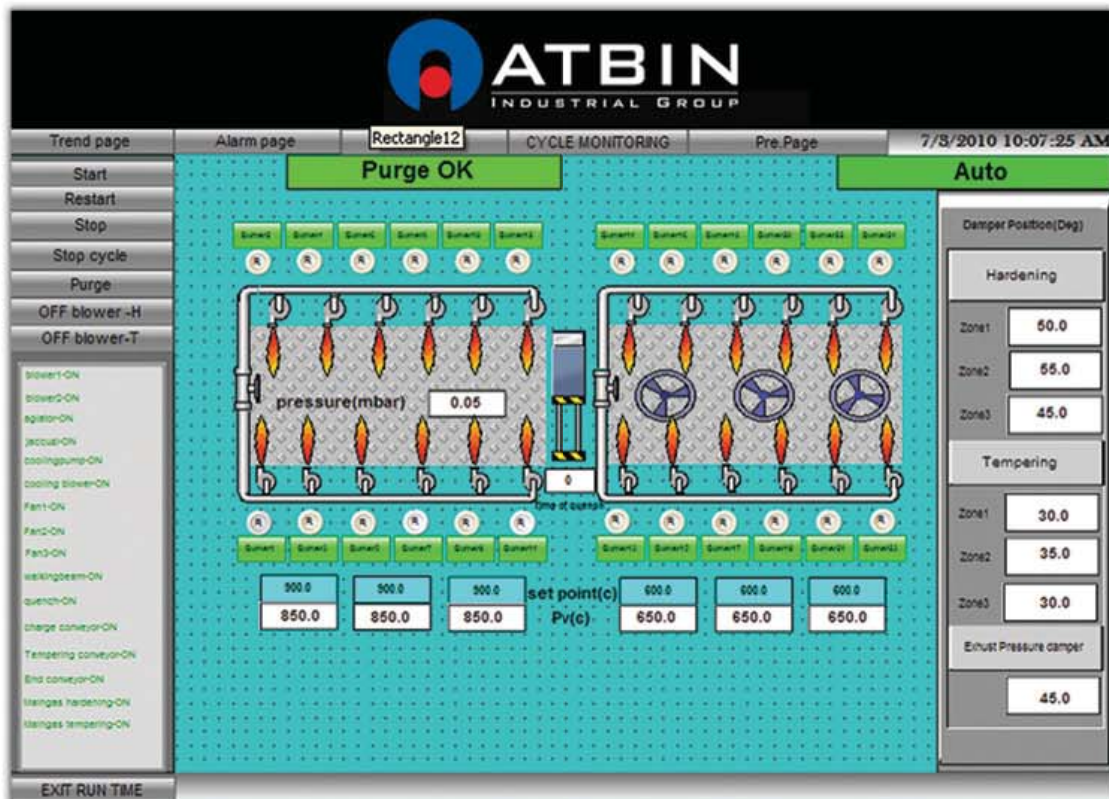 ATBIN
INDUSTRIAL GROUP
Trend page
Alarm page
Rectangle12
CYCLE MONITORING
Pre.Page
7/3/2010 10:07:25 AM
Start
Restart
Stop
Stop cycle
Purge
OFF blower -H
OFF blower-T
blower1-ON
blower2-ON
agiator-ON
jaccuzi-ON
coolingpump-ON
cooling blower-ON
Fan1-ON
Fan2-ON
Fan3-ON
walkingbeam-ON
quench-ON
charge conveyor-ON
Tempering conveyor-ON
End conveyor-ON
Maingas hardening-ON
Maingas tempering-ON
EXIT RUN TIME
Purge OK
Auto
pressure(mbar) 0.05
0
Time of quench
900.0 900.0 900.0 set point(c) 600.0 600.0 600.0
850.0 850.0 850.0 Pv(c) 650.0 650.0 650.0
Damper Position(Deg)
Hardening
Zone1 50.0
Zone2 55.0
Zone3 45.0
Tempering
Zone1 30.0
Zone2 35.0
Zone3 30.0
Exhust Pressure damper
45.0